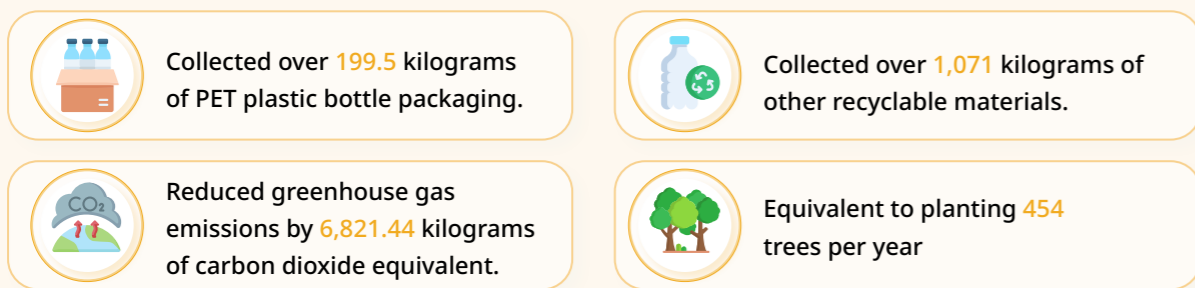 Collected over 199.5 kilograms
of PET plastic bottle packaging.
Collected over 1,071 kilograms of
other recyclable materials.
CO₂
Reduced greenhouse gas
emissions by 6,821.44 kilograms
of carbon dioxide equivalent.
Equivalent to planting 454
trees per year